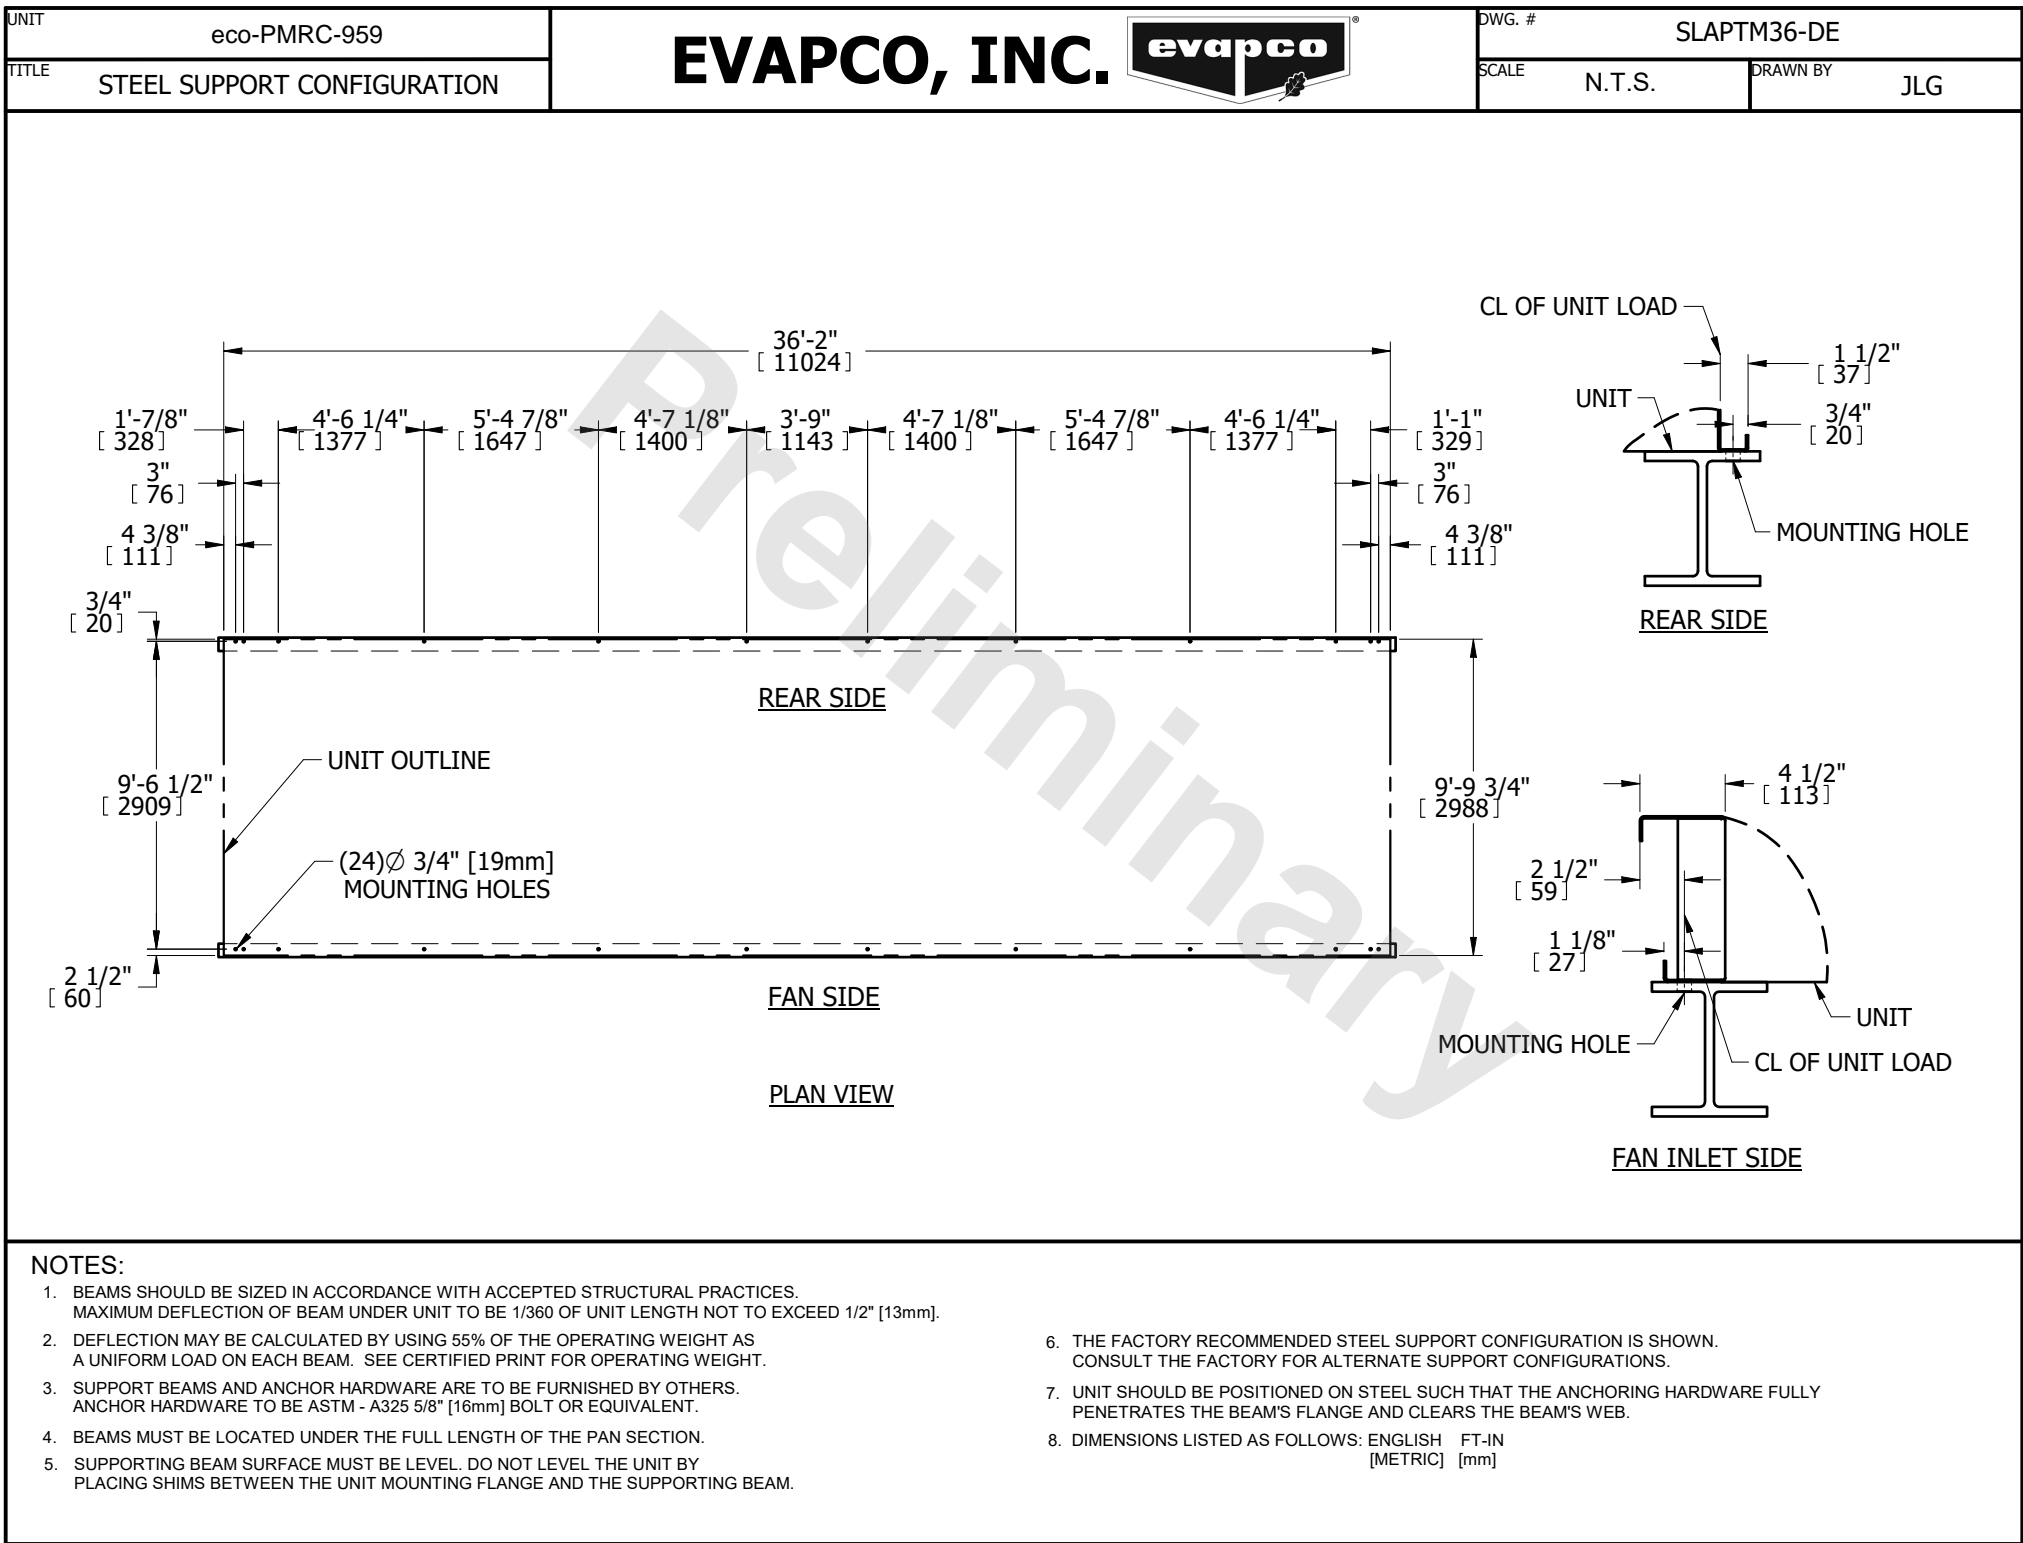 UNIT
eco-PMRC-959
TITLE
STEEL SUPPORT CONFIGURATION
EVAPCO, INC.
evapco
®
DWG. #
SLAPTM36-DE
SCALE
N.T.S.
DRAWN BY
JLG
Preliminary
36'-2"
[ 11024 ]
1'-7/8"
[ 328 ]
4'-6 1/4"
[ 1377 ]
5'-4 7/8"
[ 1647 ]
4'-7 1/8"
[ 1400 ]
3'-9"
[ 1143 ]
4'-7 1/8"
[ 1400 ]
5'-4 7/8"
[ 1647 ]
4'-6 1/4"
[ 1377 ]
1'-1"
[ 329 ]
3"
[ 76 ]
3"
[ 76 ]
4 3/8"
[ 111 ]
4 3/8"
[ 111 ]
3/4"
[ 20 ]
REAR SIDE
UNIT OUTLINE
9'-6 1/2"
[ 2909 ]
9'-9 3/4"
[ 2988 ]
(24)∅ 3/4" [19mm]
MOUNTING HOLES
2 1/2"
[ 60 ]
FAN SIDE
PLAN VIEW
CL OF UNIT LOAD
1 1/2"
[ 37 ]
UNIT
3/4"
[ 20 ]
MOUNTING HOLE
REAR SIDE
4 1/2"
[ 113 ]
2 1/2"
[ 59 ]
1 1/8"
[ 27 ]
UNIT
MOUNTING HOLE
CL OF UNIT LOAD
FAN INLET SIDE
NOTES:
1. BEAMS SHOULD BE SIZED IN ACCORDANCE WITH ACCEPTED STRUCTURAL PRACTICES.
MAXIMUM DEFLECTION OF BEAM UNDER UNIT TO BE 1/360 OF UNIT LENGTH NOT TO EXCEED 1/2" [13mm].
2. DEFLECTION MAY BE CALCULATED BY USING 55% OF THE OPERATING WEIGHT AS
A UNIFORM LOAD ON EACH BEAM. SEE CERTIFIED PRINT FOR OPERATING WEIGHT.
3. SUPPORT BEAMS AND ANCHOR HARDWARE ARE TO BE FURNISHED BY OTHERS.
ANCHOR HARDWARE TO BE ASTM - A325 5/8" [16mm] BOLT OR EQUIVALENT.
4. BEAMS MUST BE LOCATED UNDER THE FULL LENGTH OF THE PAN SECTION.
5. SUPPORTING BEAM SURFACE MUST BE LEVEL. DO NOT LEVEL THE UNIT BY
PLACING SHIMS BETWEEN THE UNIT MOUNTING FLANGE AND THE SUPPORTING BEAM.
6. THE FACTORY RECOMMENDED STEEL SUPPORT CONFIGURATION IS SHOWN.
CONSULT THE FACTORY FOR ALTERNATE SUPPORT CONFIGURATIONS.
7. UNIT SHOULD BE POSITIONED ON STEEL SUCH THAT THE ANCHORING HARDWARE FULLY
PENETRATES THE BEAM'S FLANGE AND CLEARS THE BEAM'S WEB.
8. DIMENSIONS LISTED AS FOLLOWS: ENGLISH FT-IN
[METRIC] [mm]